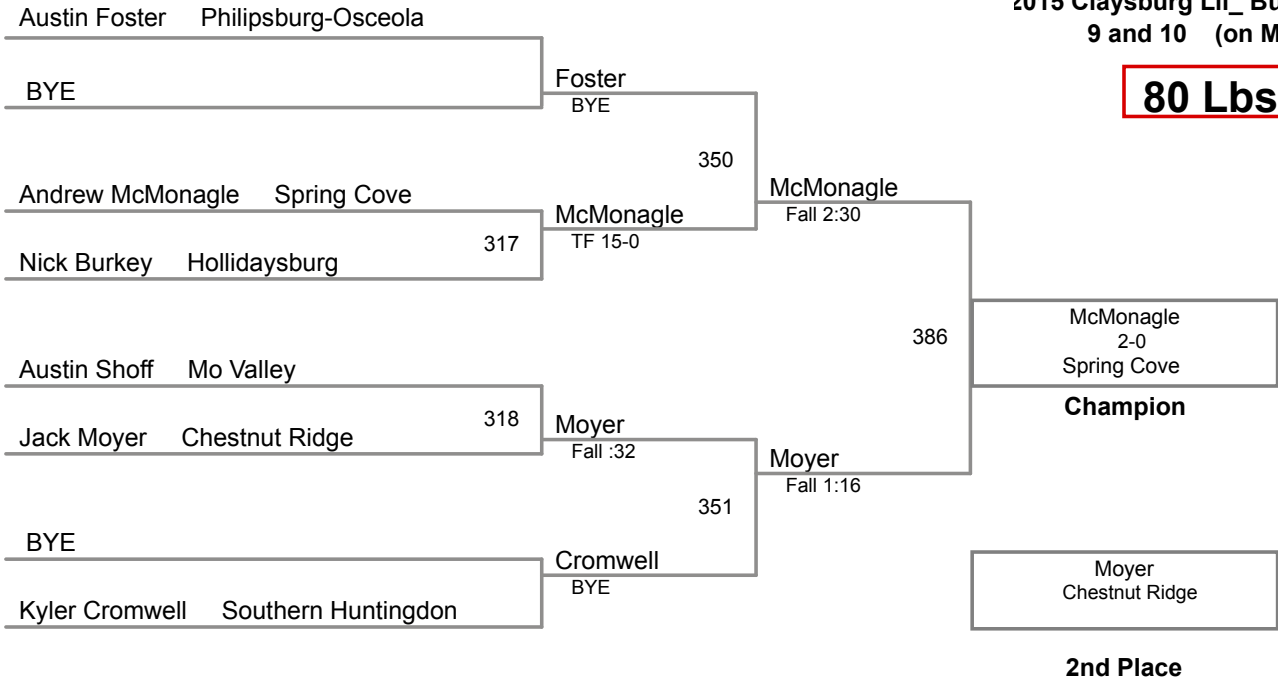 2015 Claysburg Lil_ Bu
9 and 10 (on M
80 Lbs
Austin Foster Philipsburg-Osceola
BYE
Foster
BYE
350
Andrew McMonagle Spring Cove
McMonagle
TF 15-0
317
Nick Burkey Hollidaysburg
McMonagle
Fall 2:30
386
McMonagle
2-0
Spring Cove
Champion
Austin Shoff Mo Valley
318
Jack Moyer Chestnut Ridge
Moyer
Fall :32
Moyer
Fall 1:16
351
BYE
Cromwell
BYE
Kyler Cromwell Southern Huntingdon
Moyer
Chestnut Ridge
2nd Place